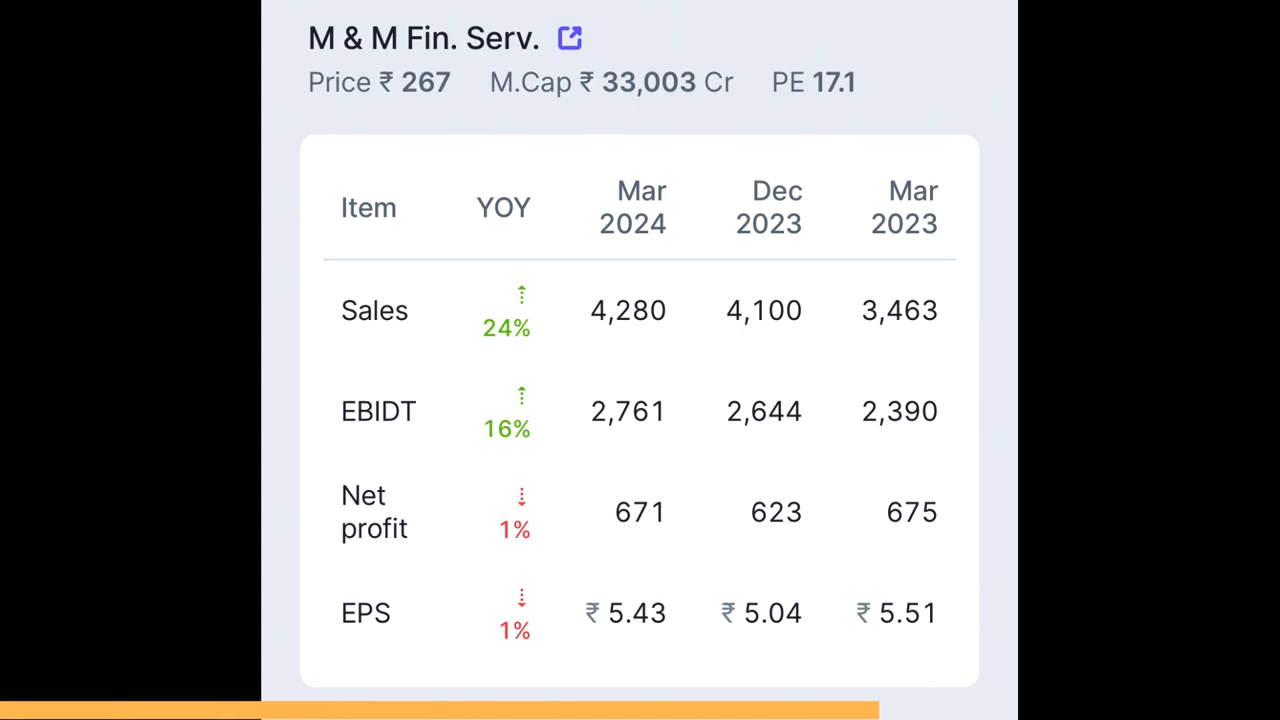 M & M Fin. Serv.
Price ₹ 267 M.Cap ₹ 33,003 Cr PE 17.1
Item YOY Mar 2024 Dec 2023 Mar 2023
Sales ⇡ 24% 4,280 4,100 3,463
EBIDT ⇡ 16% 2,761 2,644 2,390
Net profit ⇣ 1% 671 623 675
EPS ⇣ 1% ₹ 5.43 ₹ 5.04 ₹ 5.51